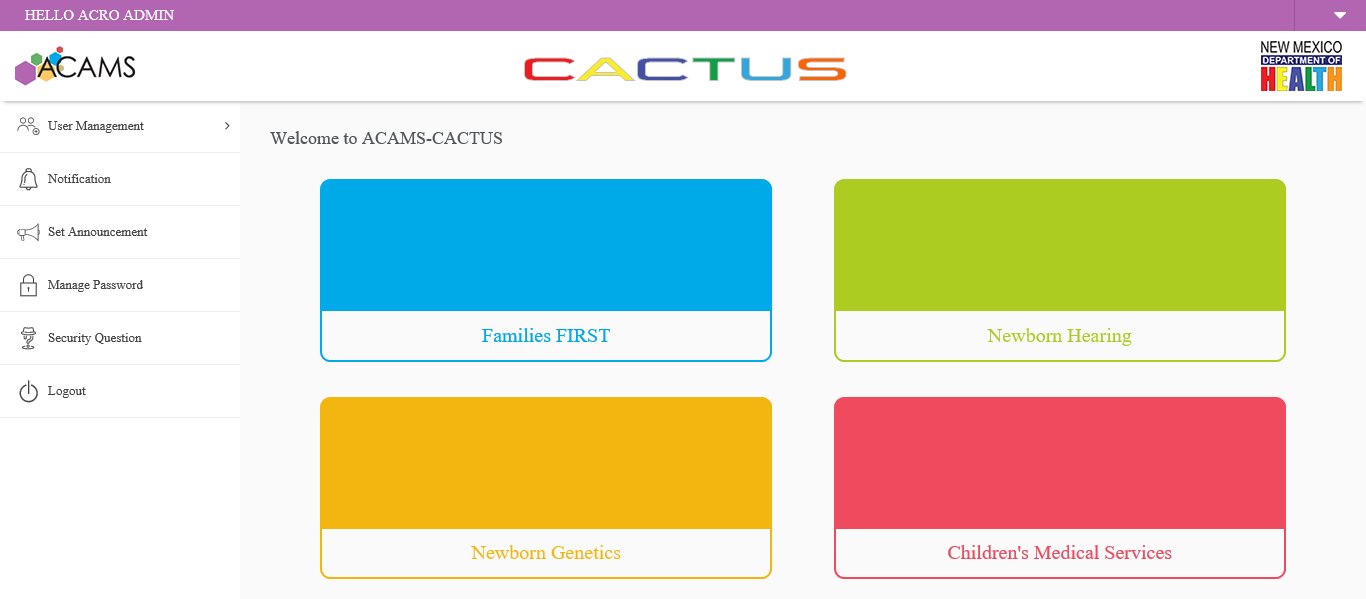 HELLO ACRO ADMIN
ACAMS
CACTUS
NEW MEXICO
DEPARTMENT OF
HEALTH
User Management
Notification
Set Announcement
Manage Password
Security Question
Logout
Welcome to ACAMS-CACTUS
Families FIRST
Newborn Hearing
Newborn Genetics
Children's Medical Services